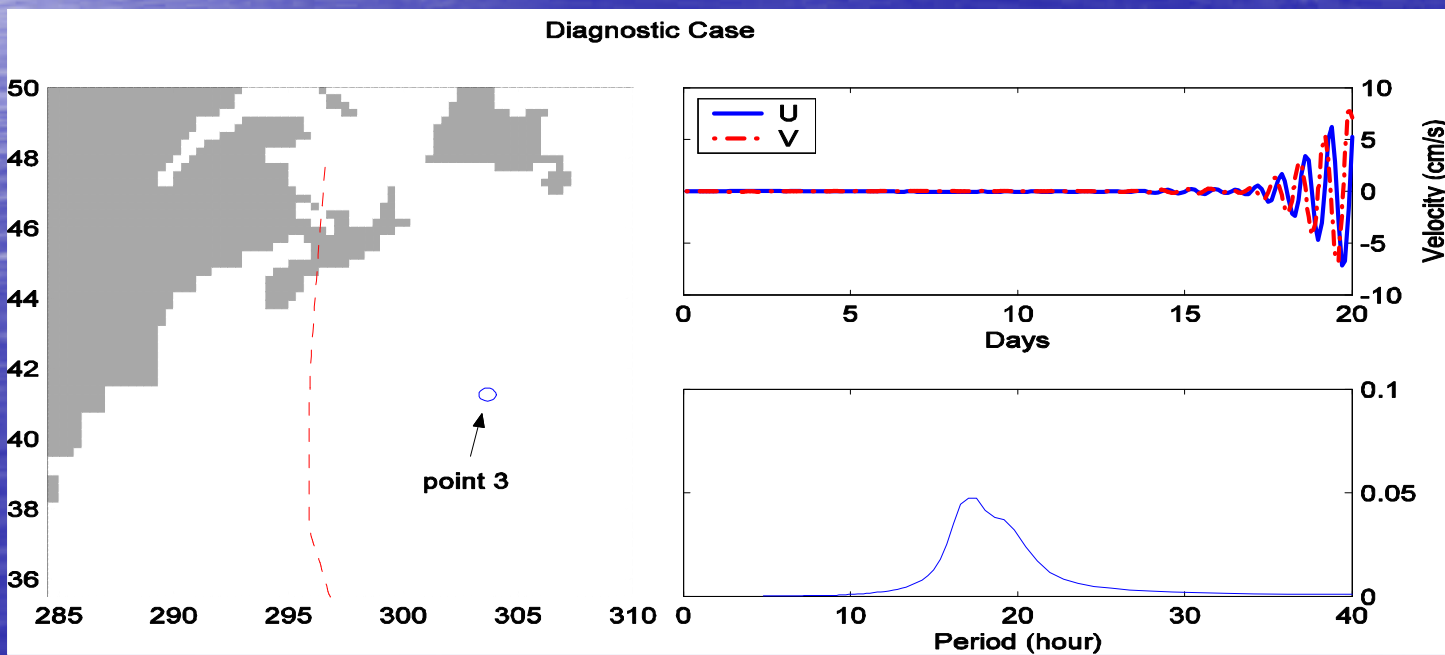 Diagnostic Case
50
48
46
44
42
40
38
36
285 290 295 300 305 310
point 3
U
V
10
5
0
-5
-10
Velocity (cm/s)
0 5 10 15 20
Days
0.1
0.05
0
0 10 20 30 40
Period (hour)